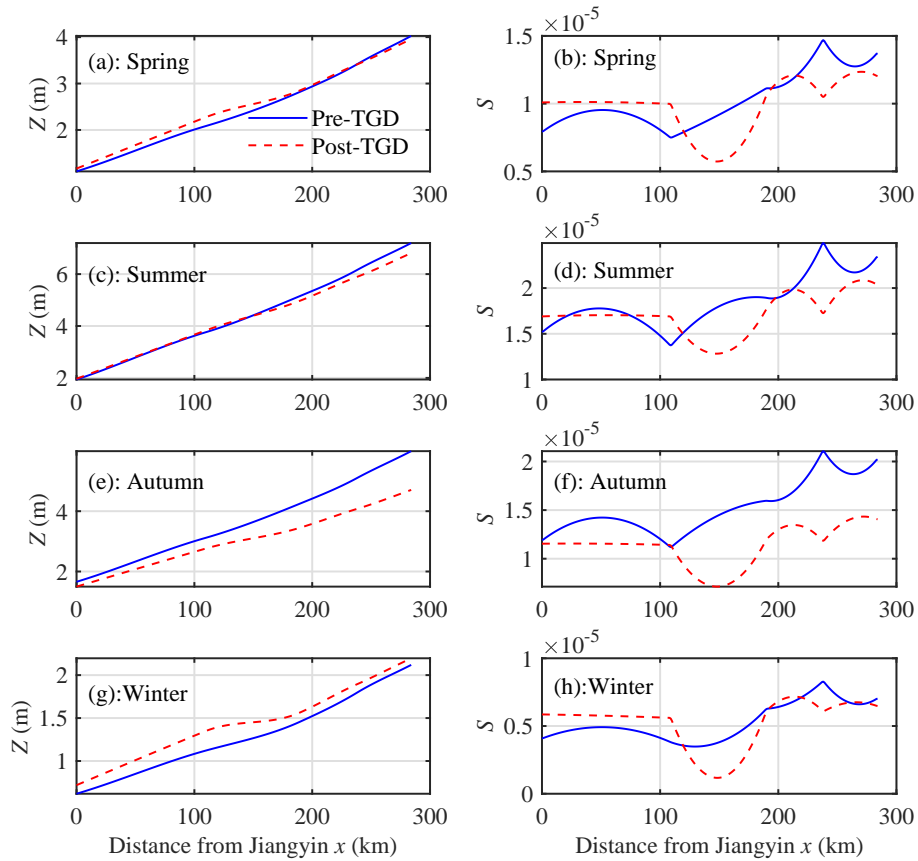 (a): Spring
Z (m)
4
3
2
0
100
200
300
Pre-TGD
Post-TGD
×10⁻⁵
(b): Spring
S
1.5
1
0.5
0
100
200
300
(c): Summer
Z (m)
6
4
2
0
100
200
300
×10⁻⁵
(d): Summer
S
2
1.5
1
0
100
200
300
(e): Autumn
Z (m)
4
2
0
100
200
300
×10⁻⁵
(f): Autumn
S
2
1.5
1
0
100
200
300
(g):Winter
Z (m)
2
1.5
1
0
100
200
300
Distance from Jiangyin x (km)
×10⁻⁵
(h):Winter
S
1
0.5
0
0
100
200
300
Distance from Jiangyin x (km)